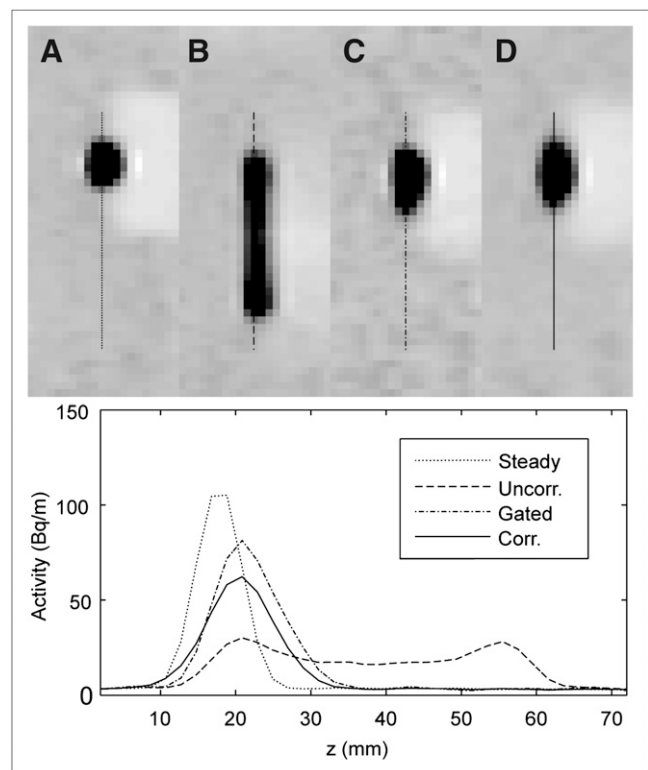 A B C D
150
100
50
0
Activity (Bq/m)
Steady
Uncorr.
Gated
Corr.
10 20 30 40 50 60 70
z (mm)